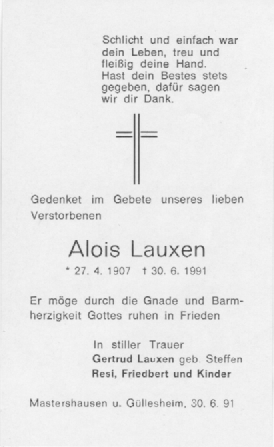 Schlicht und einfach war
dein Leben, treu und
fleißig deine Hand.
Hast dein Bestes stets
gegeben, dafür sagen
wir dir Dank.
Gedenket im Gebete unseres lieben
Verstorbenen
Alois Lauxen
* 27. 4. 1907 † 30. 6. 1991
Er möge durch die Gnade und Barm-
herzigkeit Gottes ruhen in Frieden
In stiller Trauer
Gertrud Lauxen geb. Steffen
Resi, Friedbert und Kinder
Mastershausen u. Güllesheim, 30. 6. 91